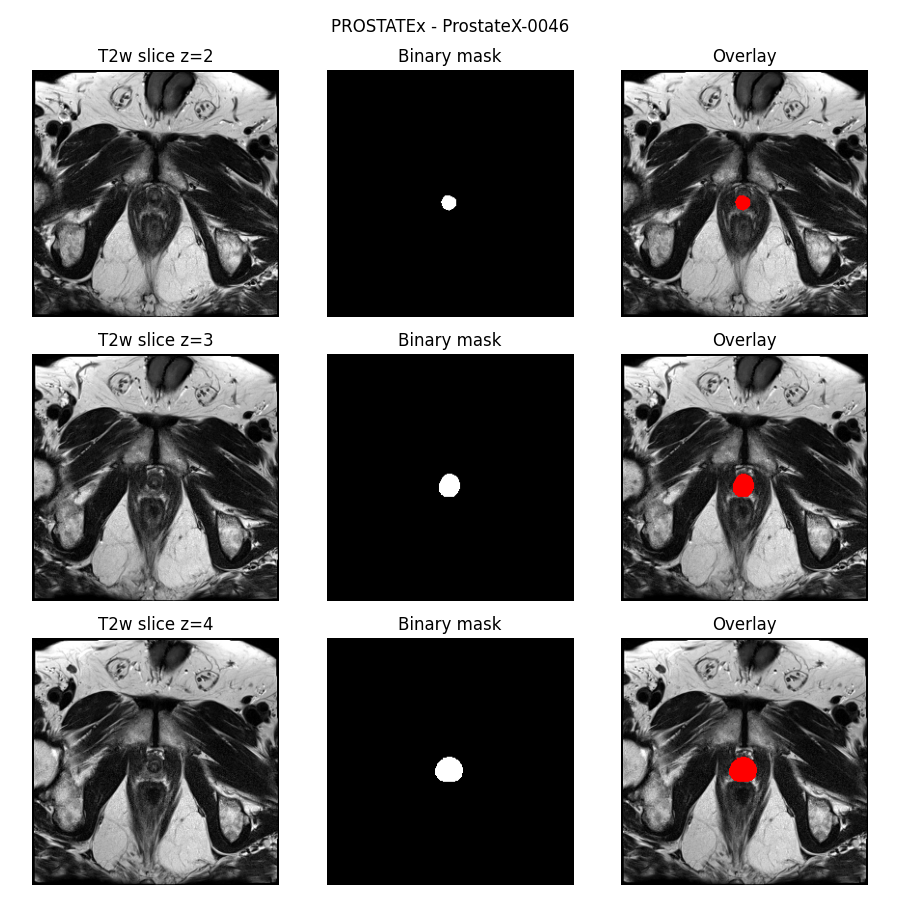 PROSTATEx - ProstateX-0046
T2w slice z=2
Binary mask
Overlay
T2w slice z=3
Binary mask
Overlay
T2w slice z=4
Binary mask
Overlay